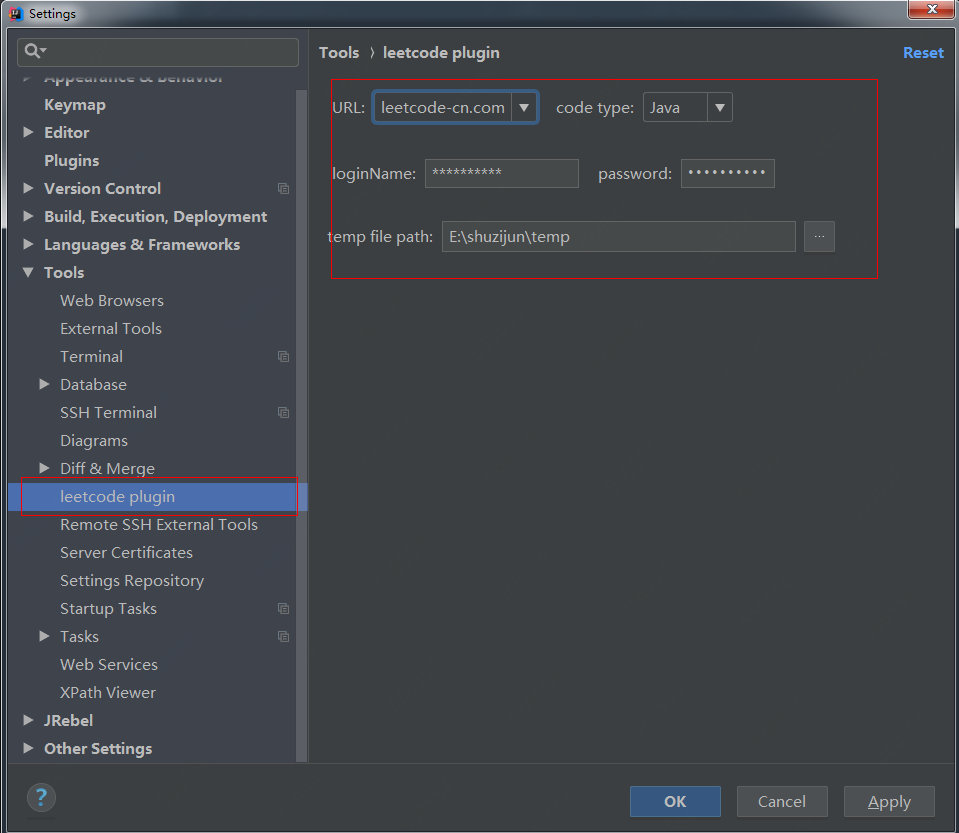 Settings
Appearance & Behavior
Keymap
Editor
Plugins
Version Control
Build, Execution, Deployment
Languages & Frameworks
Tools
Web Browsers
External Tools
Terminal
Database
SSH Terminal
Diagrams
Diff & Merge
leetcode plugin
Remote SSH External Tools
Server Certificates
Settings Repository
Startup Tasks
Tasks
Web Services
XPath Viewer
JRebel
Other Settings
Tools › leetcode plugin
Reset
URL: leetcode-cn.com code type: Java
loginName: ********** password: ••••••••••
temp file path: E:\shuzijun\temp ...
?
OK Cancel Apply